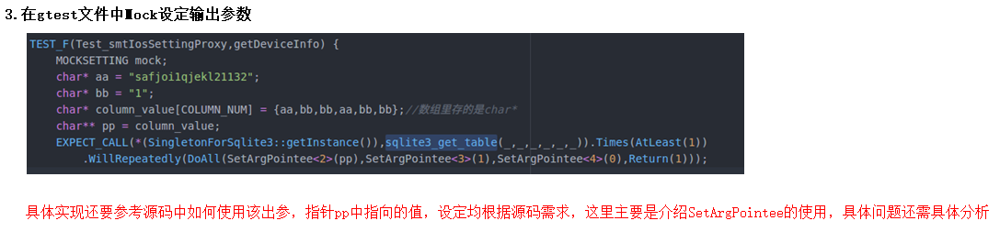 3.在gtest文件中Mock设定输出参数
TEST_F(Test_smtIosSettingProxy,getDeviceInfo) {
MOCKSETTING mock;
char* aa = "safjoi1qjekl21132";
char* bb = "1";
char* column_value[COLUMN_NUM] = {aa,bb,bb,aa,bb,bb};//数组里存的是char*
char** pp = column_value;
EXPECT_CALL(*(SingletonForSqlite3::getInstance()),sqlite3_get_table(_,_,_,_,_,_)).Times(AtLeast(1))
.WillRepeatedly(DoAll(SetArgPointee<2>(pp),SetArgPointee<3>(1),SetArgPointee<4>(0),Return(1)));
具体实现还要参考源码中如何使用该出参，指针pp中指向的值，设定均根据源码需求，这里主要是介绍SetArgPointee的使用，具体问题还需具体分析